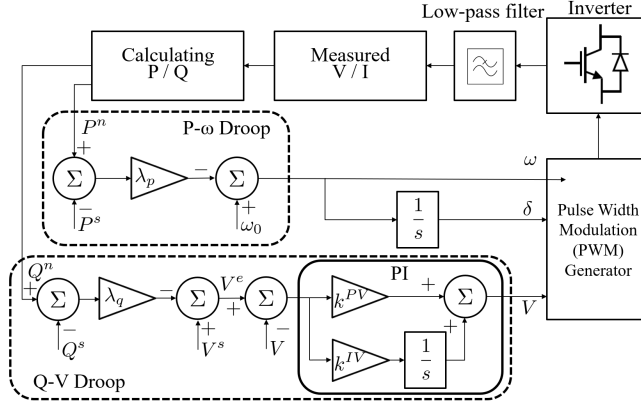 Inverter
Low-pass filter
Calculating
P / Q
Measured
V / I
P-ω Droop
P^n
+
Σ
−
P^s
λ_p
−
Σ
+
ω_0
ω
1
s
δ
Pulse Width
Modulation
(PWM)
Generator
Q^n
+
Σ
−
Q^s
λ_q
−
Σ
+
V^s
V^e
+
Σ
−
V
PI
k^{PV}
+
Σ
+
k^{IV}
1
s
V
Q-V Droop